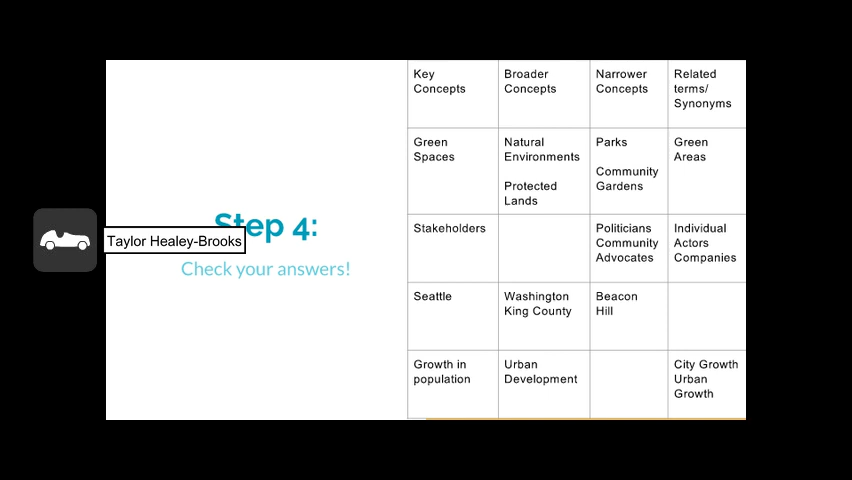 Step 4:
Taylor Healey-Brooks
Check your answers!
Key
Concepts
Broader
Concepts
Narrower
Concepts
Related
terms/
Synonyms
Green
Spaces
Natural
Environments
Protected
Lands
Parks
Community
Gardens
Green
Areas
Stakeholders
Politicians
Community
Advocates
Individual
Actors
Companies
Seattle
Washington
King County
Beacon
Hill
Growth in
population
Urban
Development
City Growth
Urban
Growth